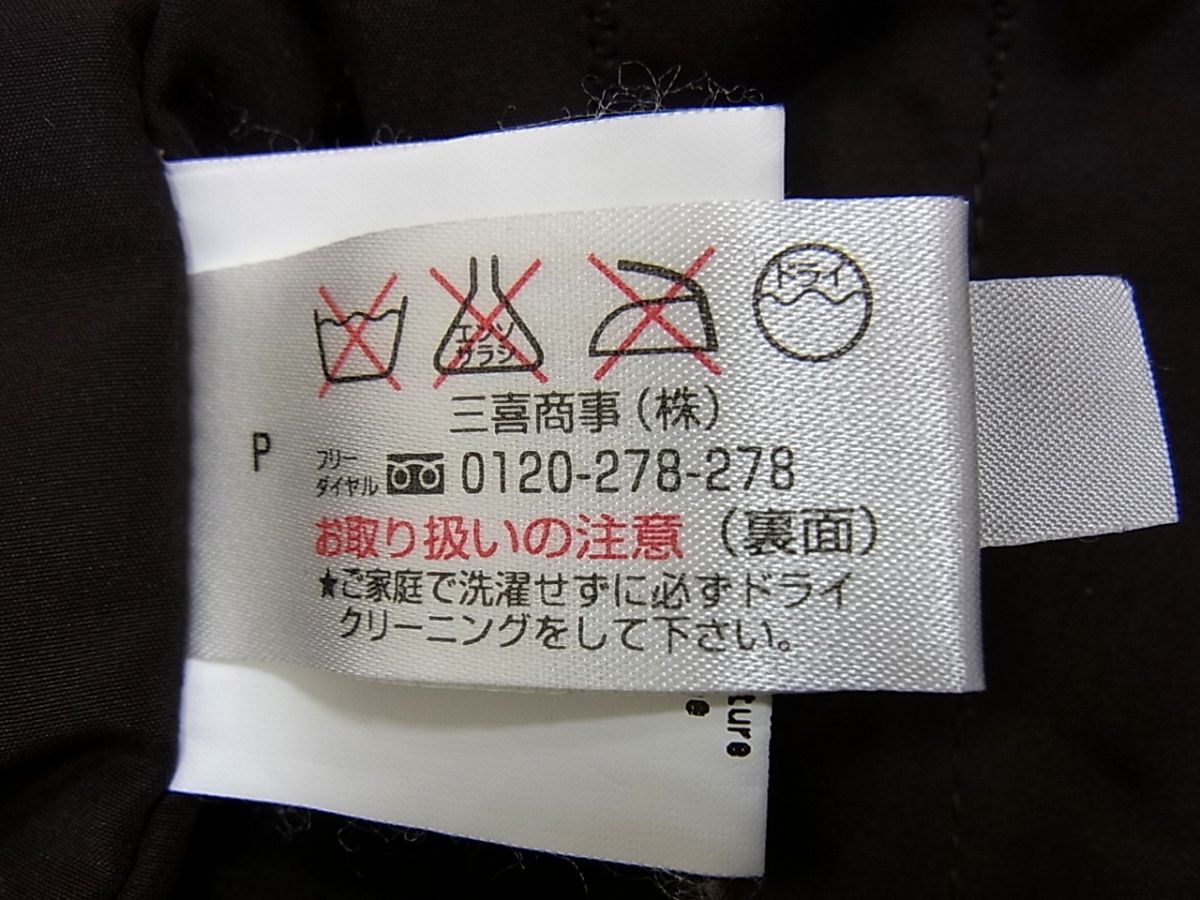 エンソ
サラシ
ドライ
三喜商事（株）
P
フリー
ダイヤル 0120-278-278
お取り扱いの注意 （裏面）
★ご家庭で洗濯せずに必ずドライ
クリーニングをして下さい。
ture
e